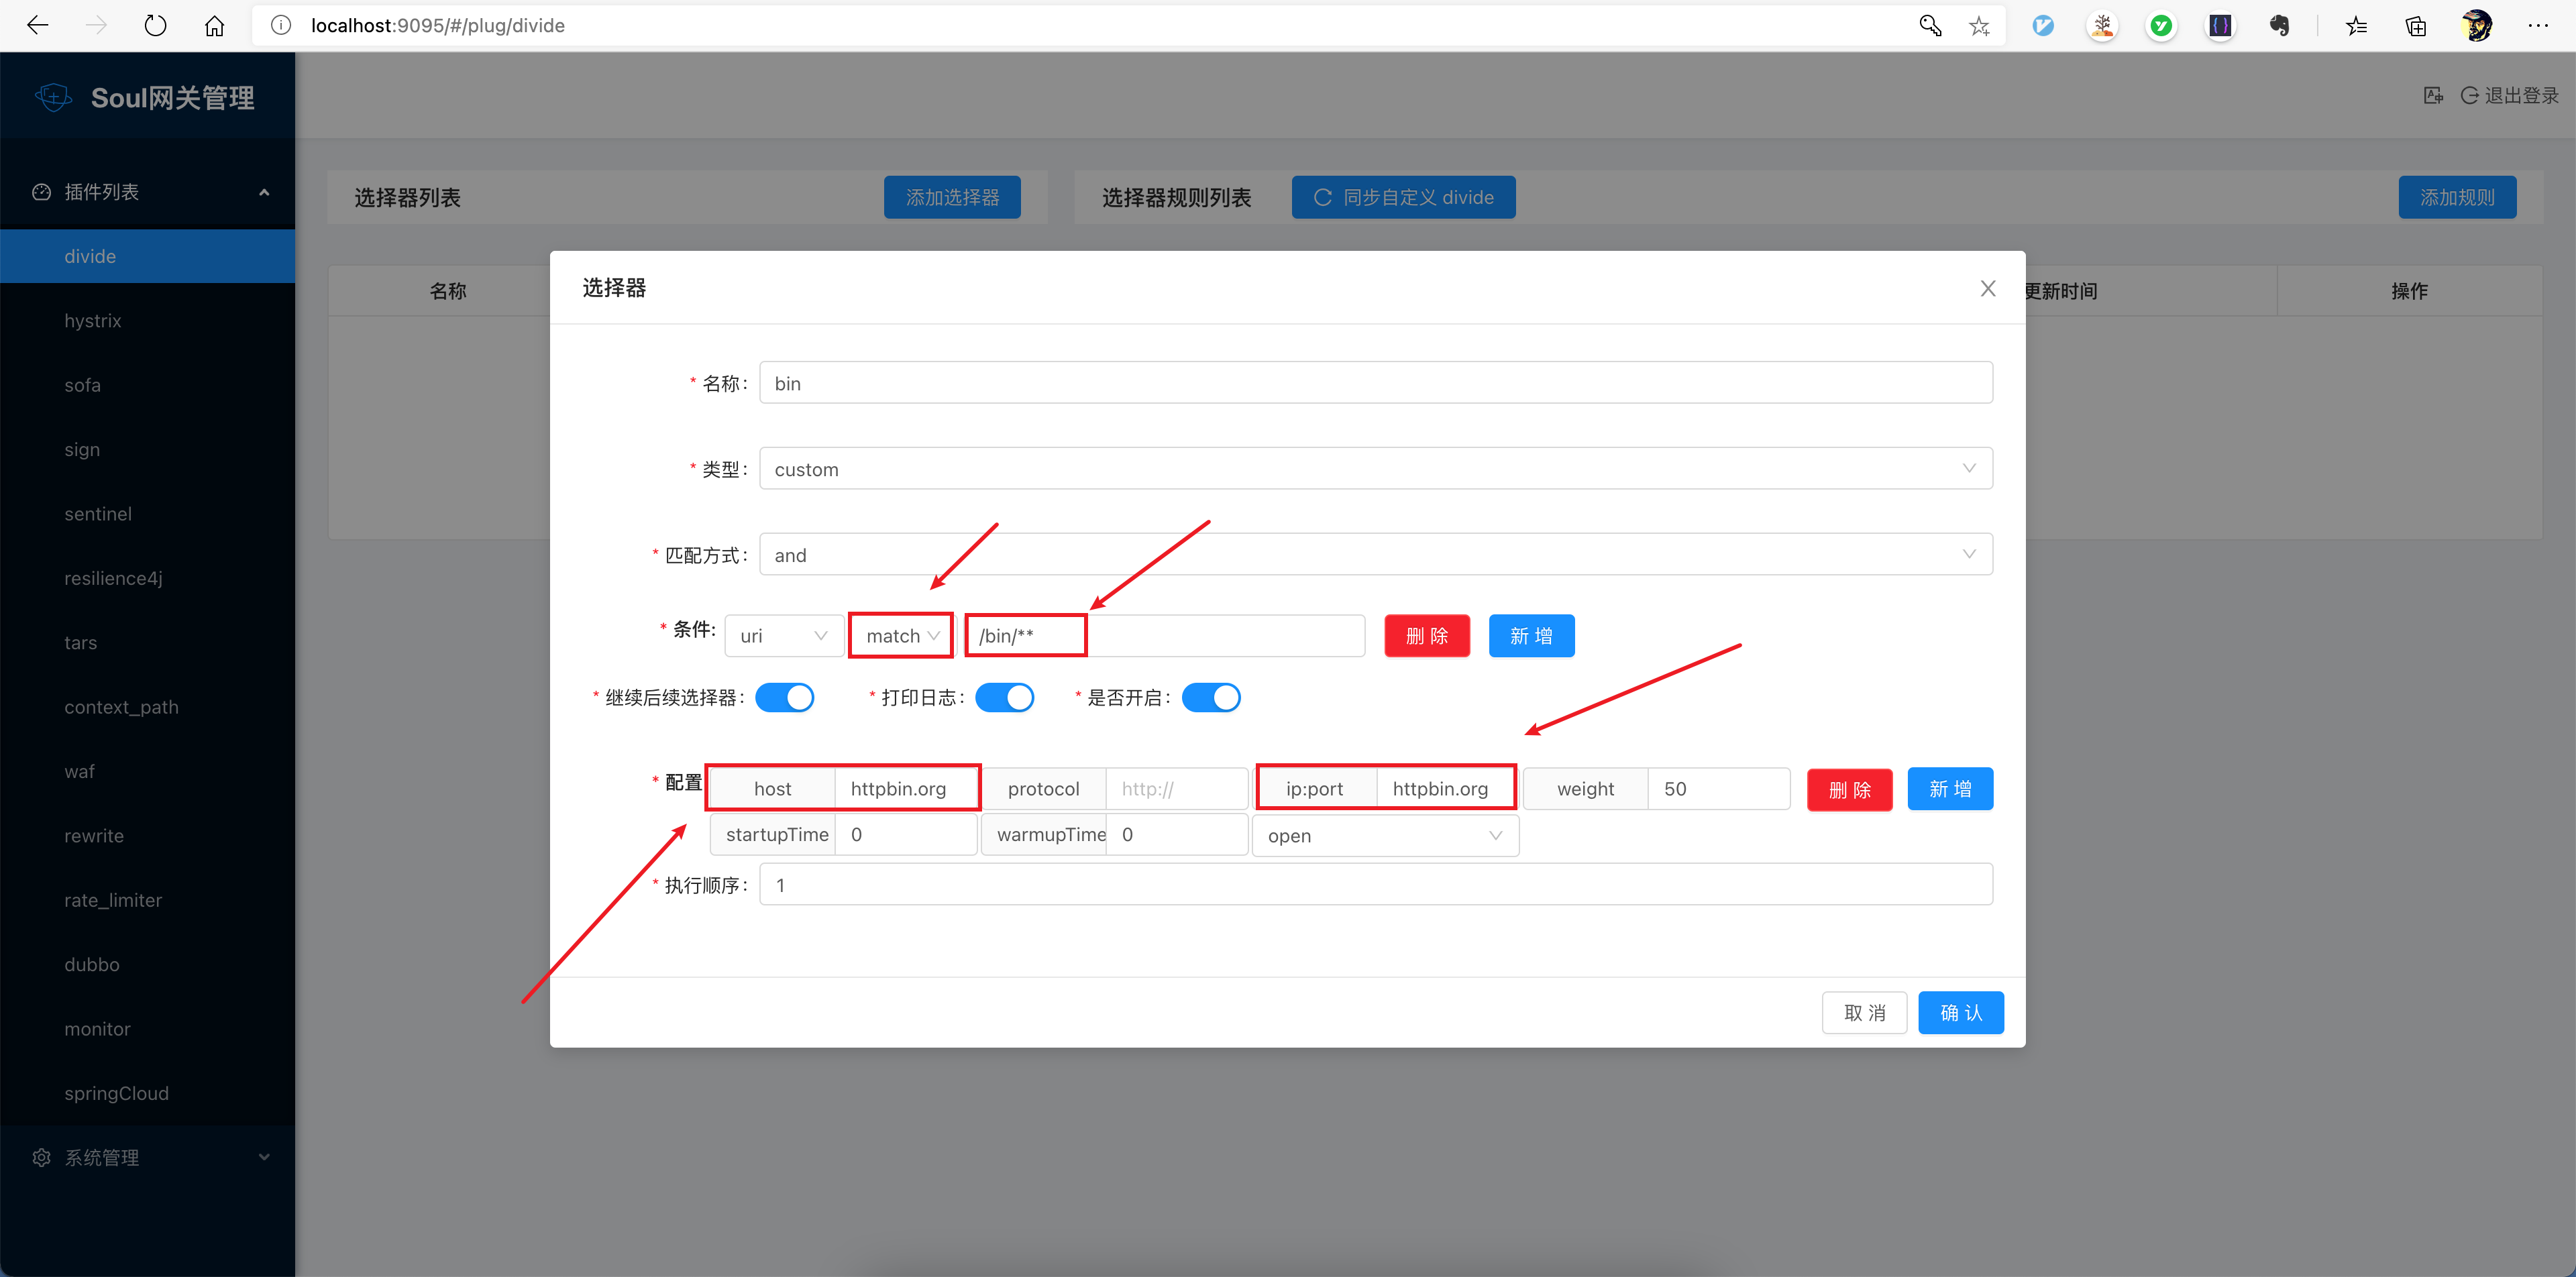 localhost:9095/#/plug/divide
Soul网关管理
退出登录
插件列表
divide
hystrix
sofa
sign
sentinel
resilience4j
tars
context_path
waf
rewrite
rate_limiter
dubbo
monitor
springCloud
系统管理
选择器列表
添加选择器
选择器规则列表
同步自定义 divide
添加规则
名称
更新时间
操作
选择器
* 名称: bin
* 类型: custom
* 匹配方式: and
* 条件: uri match /bin/** 删 除 新 增
* 继续后续选择器: * 打印日志: * 是否开启:
* 配置 host httpbin.org protocol http:// ip:port httpbin.org weight 50 删 除 新 增
startupTime 0 warmupTime 0 open
* 执行顺序: 1
取 消 确 认